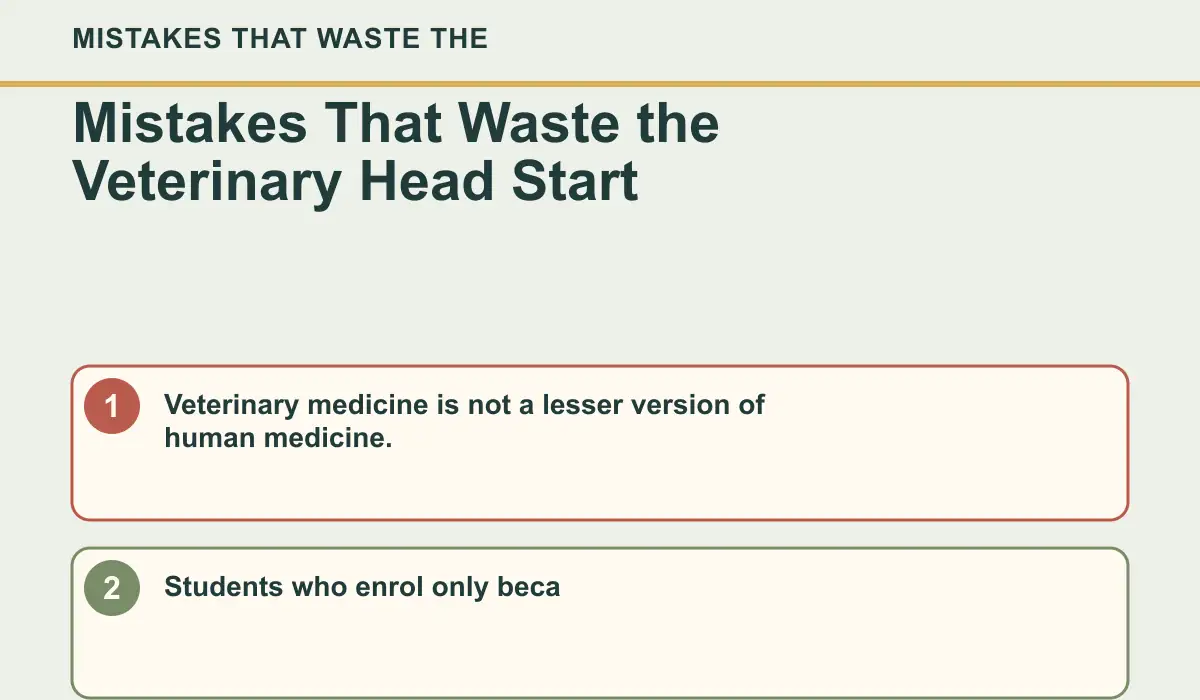 MISTAKES THAT WASTE THE
Mistakes That Waste the
Veterinary Head Start
1
Veterinary medicine is not a lesser version of
human medicine.
2
Students who enrol only beca